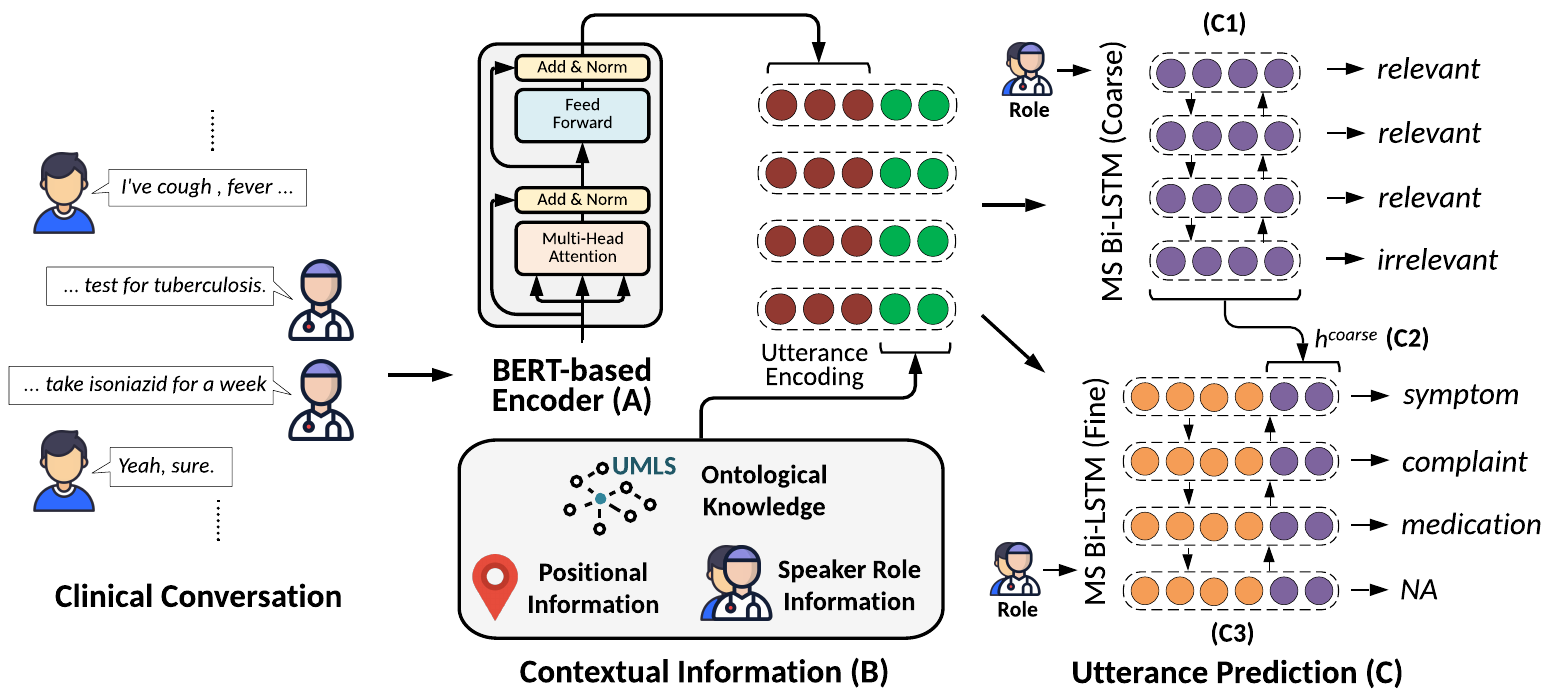 I've cough , fever ...
... test for tuberculosis.
... take isoniazid for a week
Yeah, sure.
Clinical Conversation
Add & Norm
Feed
Forward
Add & Norm
Multi-Head
Attention
BERT-based
Encoder (A)
Utterance
Encoding
UMLS
Ontological
Knowledge
Positional
Information
Speaker Role
Information
Contextual Information (B)
(C1)
Role
MS Bi-LSTM (Coarse)
relevant
relevant
relevant
irrelevant
hcoarse (C2)
Role
MS Bi-LSTM (Fine)
symptom
complaint
medication
NA
(C3)
Utterance Prediction (C)